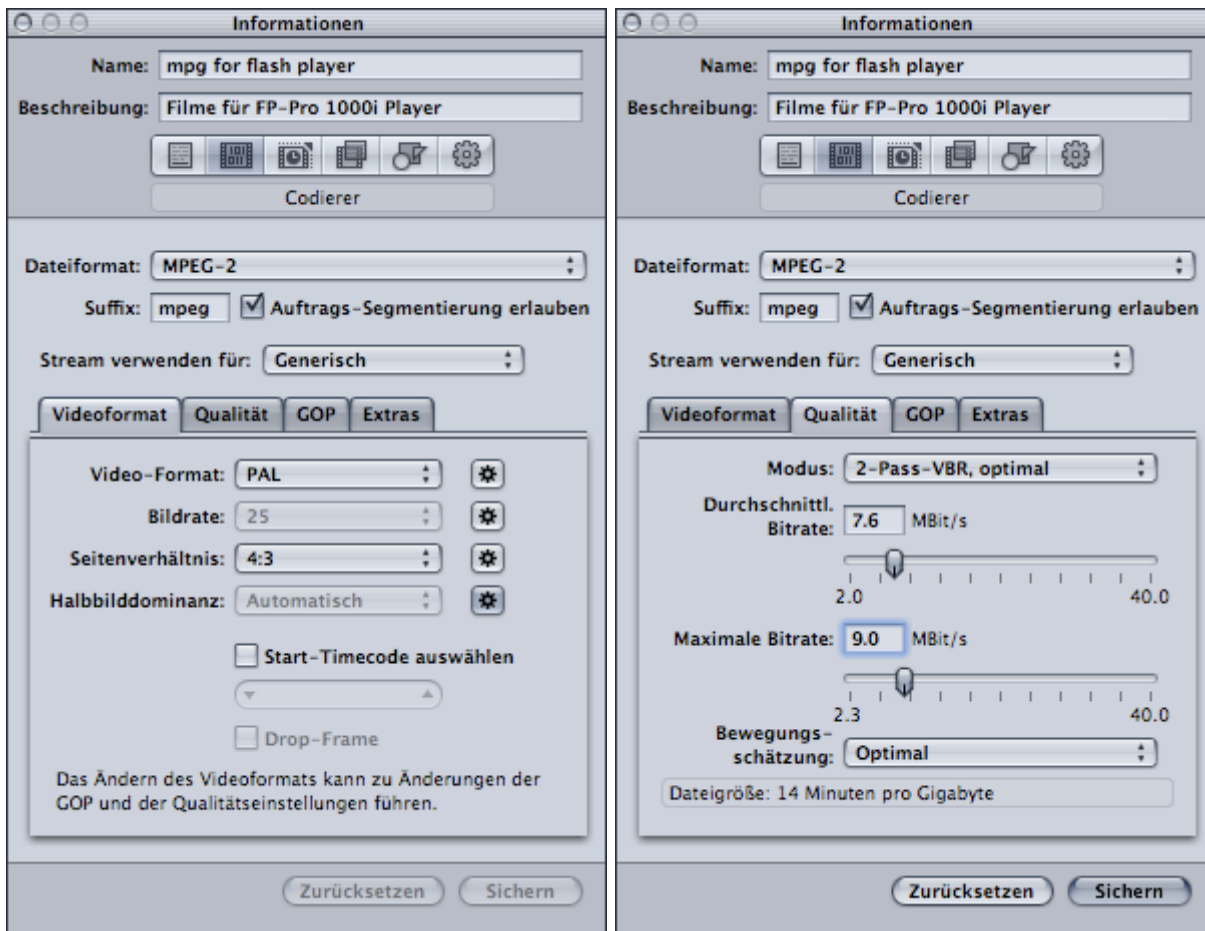 Informationen
Name: mpg for flash player
Beschreibung: Filme für FP-Pro 1000i Player
Codierer
Dateiformat: MPEG-2
Suffix: mpeg Auftrags-Segmentierung erlauben
Stream verwenden für: Generisch
Videoformat Qualität GOP Extras
Video-Format: PAL
Bildrate: 25
Seitenverhältnis: 4:3
Halbbilddominanz: Automatisch
Start-Timecode auswählen
Drop-Frame
Das Ändern des Videoformats kann zu Änderungen der
GOP und der Qualitätseinstellungen führen.
Zurücksetzen Sichern
Informationen
Name: mpg for flash player
Beschreibung: Filme für FP-Pro 1000i Player
Codierer
Dateiformat: MPEG-2
Suffix: mpeg Auftrags-Segmentierung erlauben
Stream verwenden für: Generisch
Videoformat Qualität GOP Extras
Modus: 2-Pass-VBR, optimal
Durchschnittl.
Bitrate: 7.6 MBit/s
2.0 40.0
Maximale Bitrate: 9.0 MBit/s
2.3 40.0
Bewegungs-
schätzung: Optimal
Dateigröße: 14 Minuten pro Gigabyte
Zurücksetzen Sichern